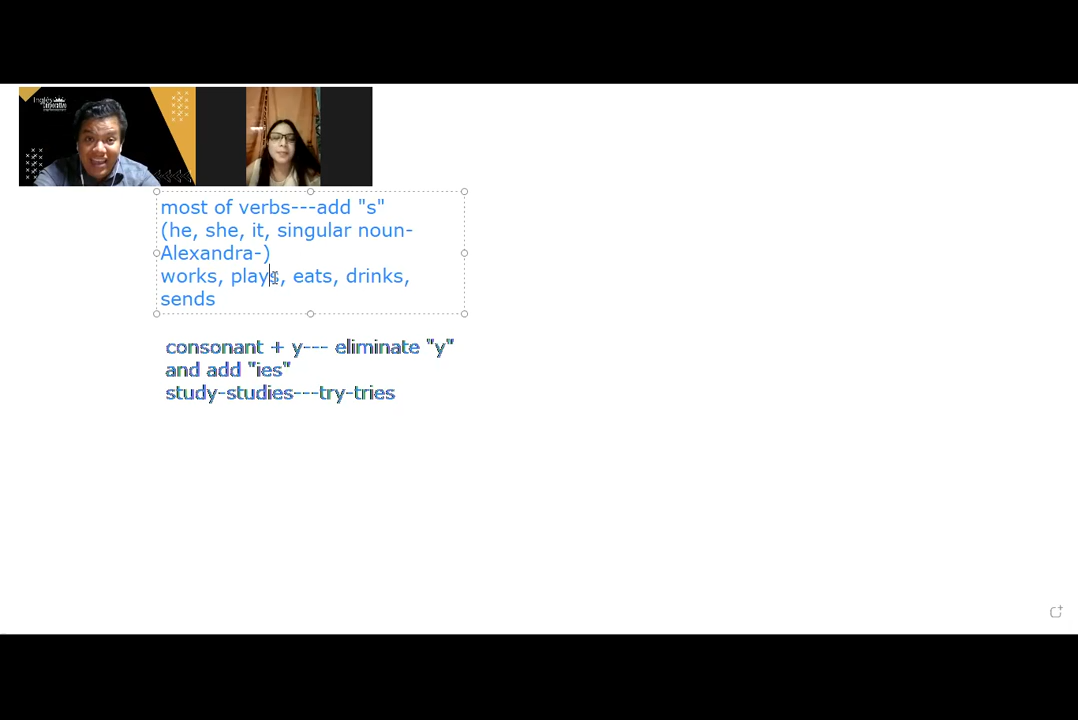 Inglés
most of verbs---add "s"
(he, she, it, singular noun-
Alexandra-)
works, plays, eats, drinks,
sends
consonant + y--- eliminate "y"
and add "ies"
study-studies---try-tries